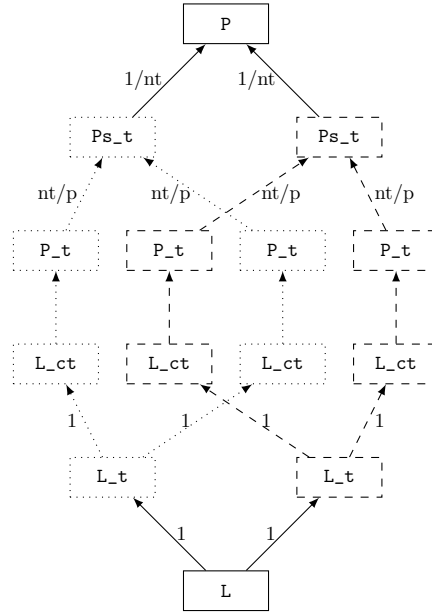 P
1/nt 1/nt
Ps_t Ps_t
nt/p nt/p nt/p nt/p
P_t P_t P_t P_t
L_ct L_ct L_ct L_ct
1 1 1 1
L_t L_t
1 1
L